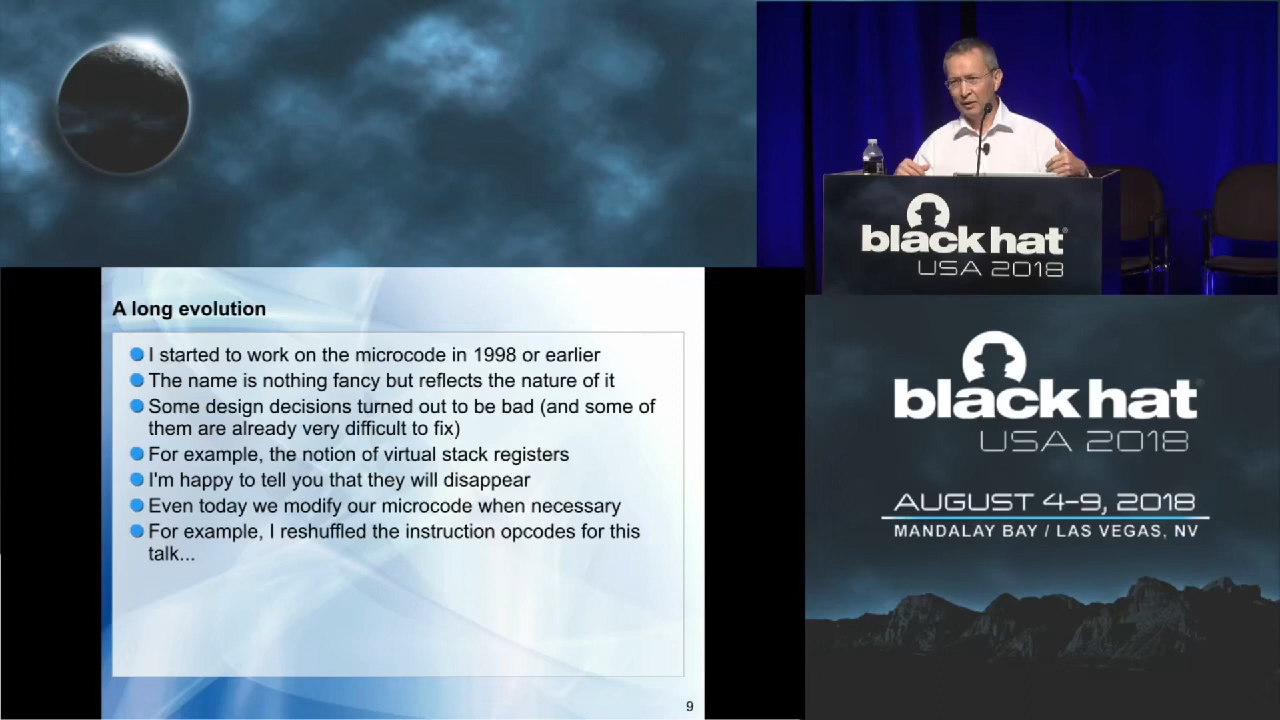 black hat
USA 2018
A long evolution
I started to work on the microcode in 1998 or earlier
The name is nothing fancy but reflects the nature of it
Some design decisions turned out to be bad (and some of
them are already very difficult to fix)
For example, the notion of virtual stack registers
I'm happy to tell you that they will disappear
Even today we modify our microcode when necessary
For example, I reshuffled the instruction opcodes for this
talk...
9
black hat
USA 2018
AUGUST 4-9, 2018
MANDALAY BAY / LAS VEGAS, NV